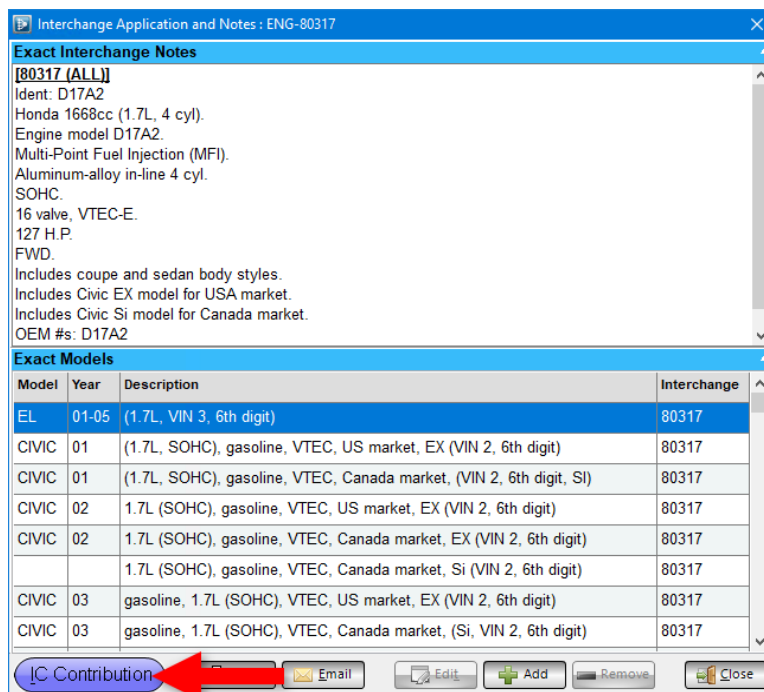 Interchange Application and Notes : ENG-80317
Exact Interchange Notes
[80317 (ALL)]
Ident: D17A2
Honda 1668cc (1.7L, 4 cyl).
Engine model D17A2.
Multi-Point Fuel Injection (MFI).
Aluminum-alloy in-line 4 cyl.
SOHC.
16 valve, VTEC-E.
127 H.P.
FWD.
Includes coupe and sedan body styles.
Includes Civic EX model for USA market.
Includes Civic Si model for Canada market.
OEM #s: D17A2
Exact Models
Model Year Description Interchange
EL 01-05 (1.7L, VIN 3, 6th digit) 80317
CIVIC 01 (1.7L, SOHC), gasoline, VTEC, US market, EX (VIN 2, 6th digit) 80317
CIVIC 01 (1.7L, SOHC), gasoline, VTEC, Canada market, (VIN 2, 6th digit, SI) 80317
CIVIC 02 1.7L (SOHC), gasoline, VTEC, US market, EX (VIN 2, 6th digit) 80317
CIVIC 02 1.7L (SOHC), gasoline, VTEC, Canada market, EX (VIN 2, 6th digit) 80317
1.7L (SOHC), gasoline, VTEC, Canada market, Si (VIN 2, 6th digit) 80317
CIVIC 03 gasoline, 1.7L (SOHC), VTEC, US market, EX (VIN 2, 6th digit) 80317
CIVIC 03 gasoline, 1.7L (SOHC), VTEC, Canada market, (Si, VIN 2, 6th digit) 80317
IC Contribution Email Edit Add Remove Close